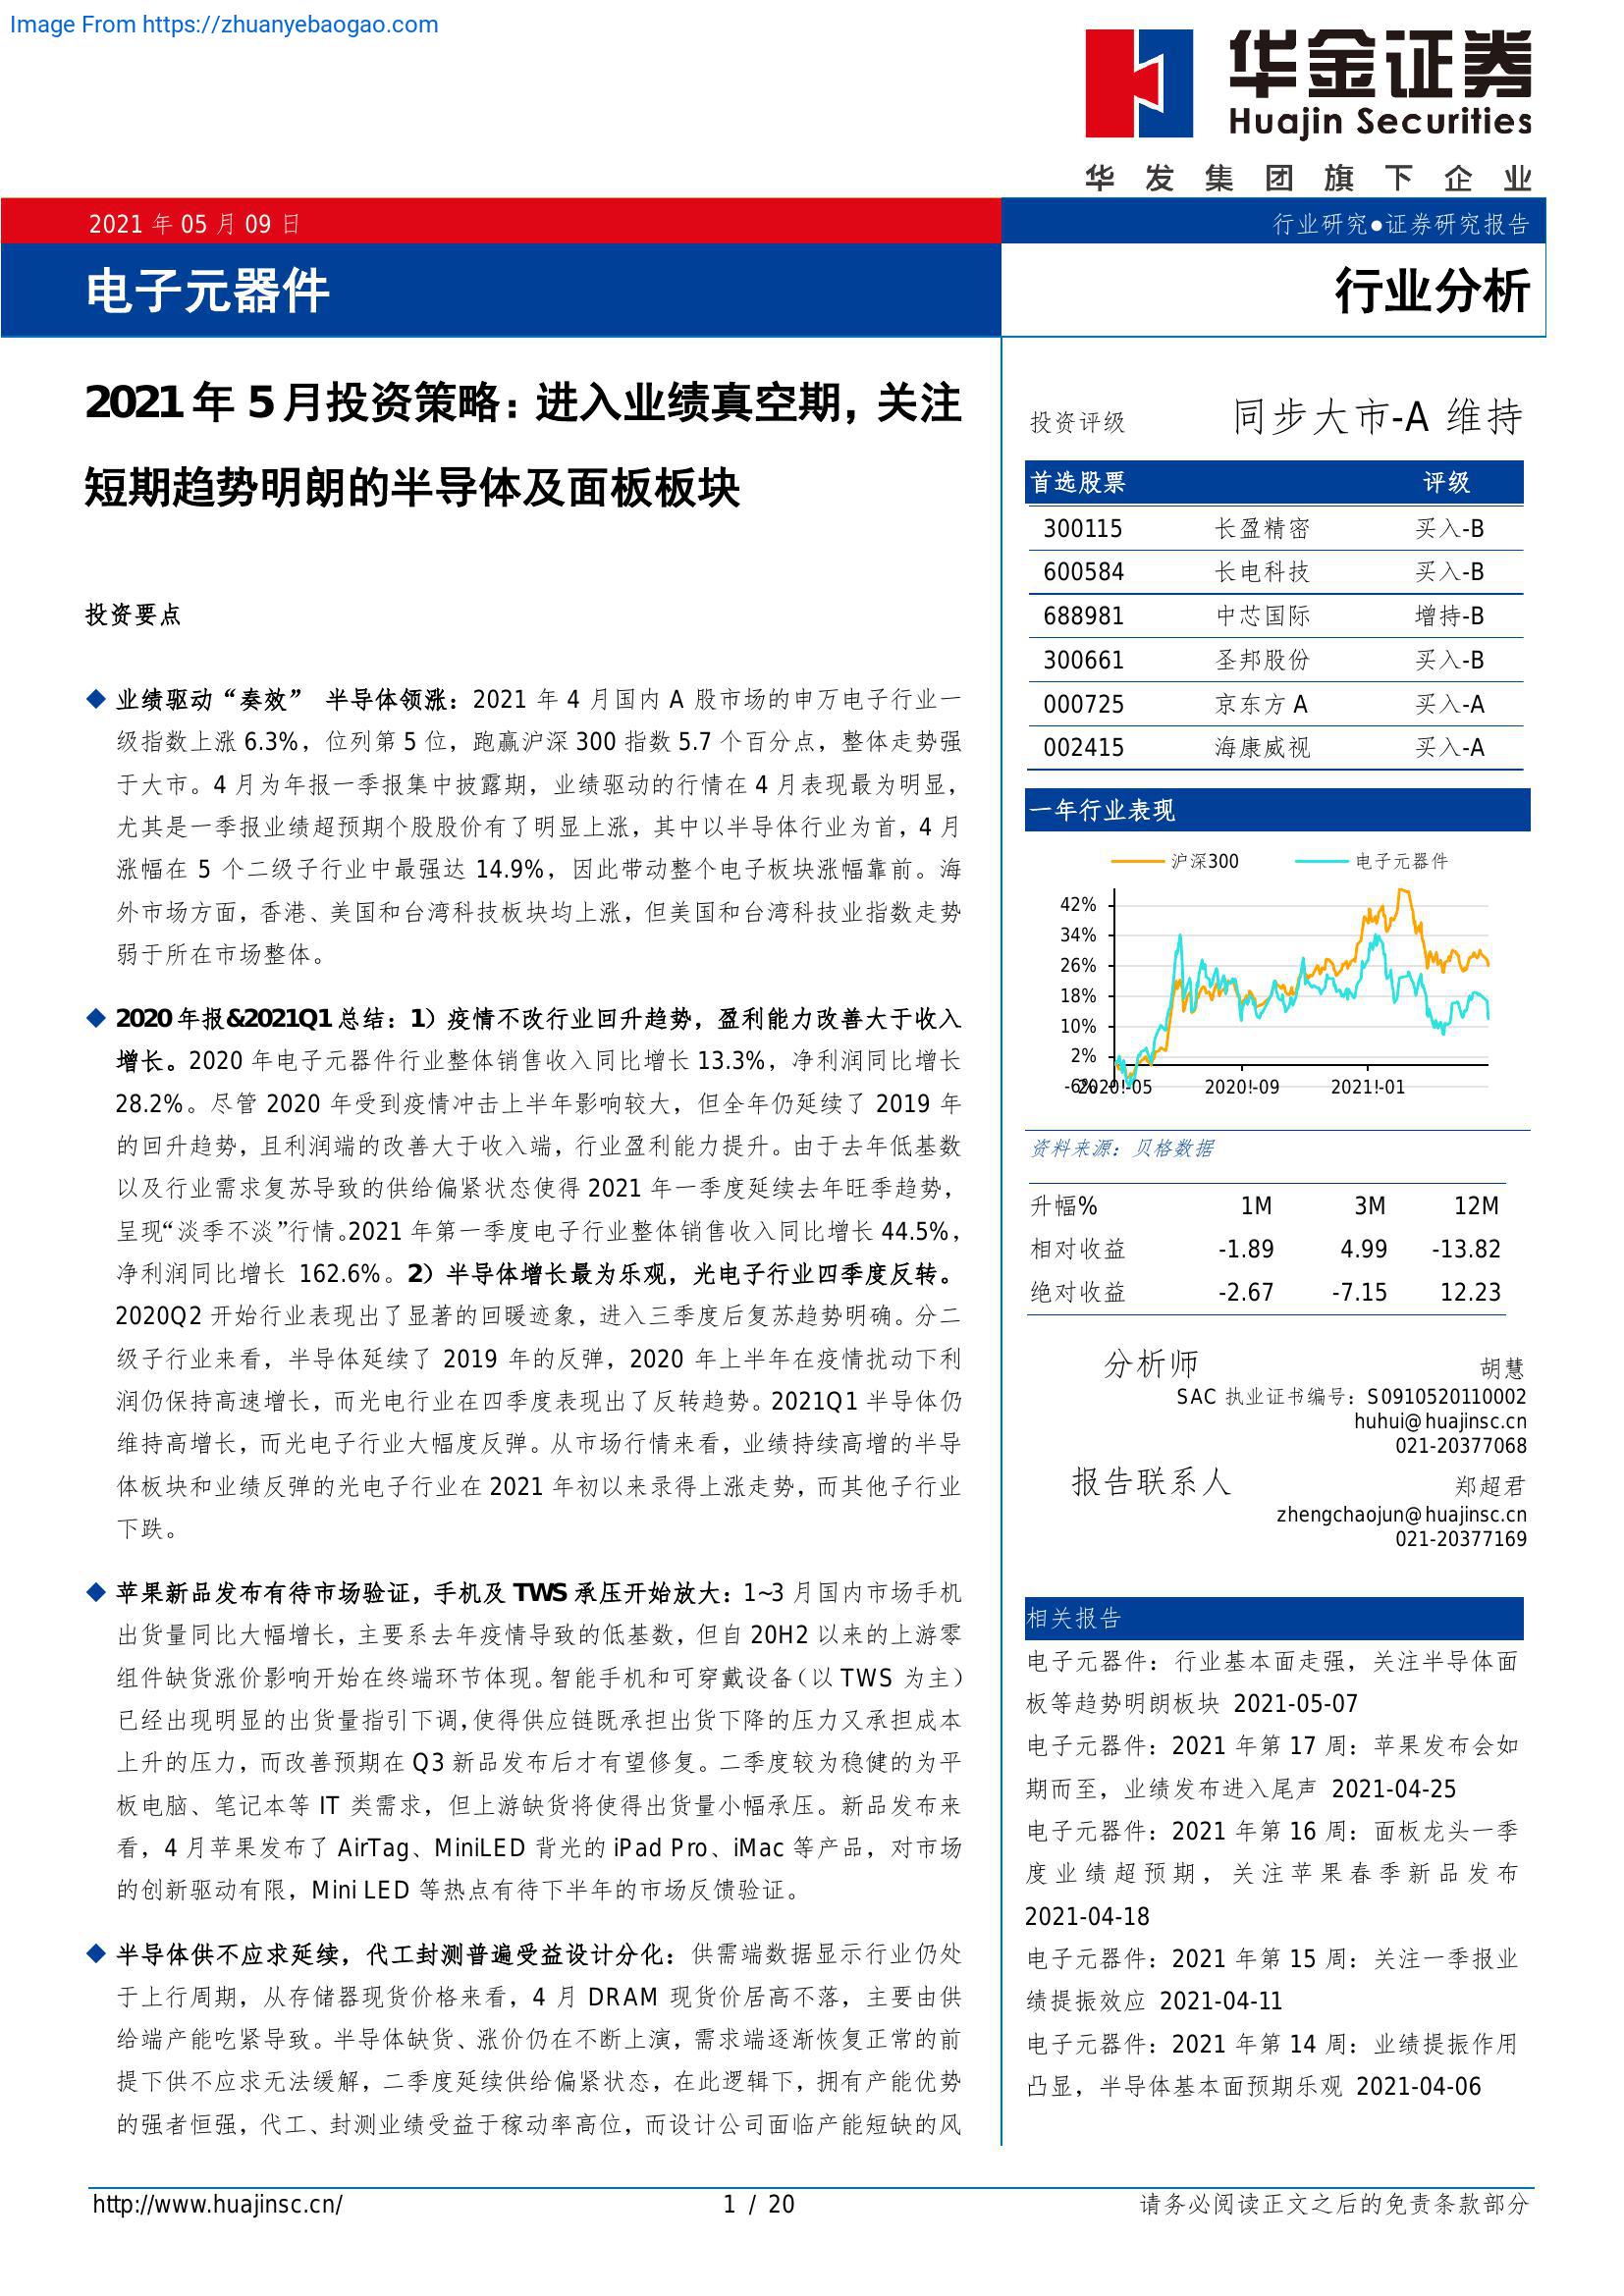 Image From https://zhuanyebaogao.com
华金证券
Huajin Securities
华发集团旗下企业
2021 年 05 月 09 日
行业研究●证券研究报告
电子元器件
行业分析
2021 年 5 月投资策略：进入业绩真空期，关注
短期趋势明朗的半导体及面板板块
投资要点
◆ 业绩驱动“奏效” 半导体领涨：2021 年 4 月国内 A 股市场的申万电子行业一
级指数上涨 6.3%，位列第 5 位，跑赢沪深 300 指数 5.7 个百分点，整体走势强
于大市。4 月为年报一季报集中披露期，业绩驱动的行情在 4 月表现最为明显，
尤其是一季报业绩超预期个股股价有了明显上涨，其中以半导体行业为首，4 月
涨幅在 5 个二级子行业中最强达 14.9%，因此带动整个电子板块涨幅靠前。海
外市场方面，香港、美国和台湾科技板块均上涨，但美国和台湾科技业指数走势
弱于所在市场整体。
◆ 2020 年报&2021Q1 总结：1）疫情不改行业回升趋势，盈利能力改善大于收入
增长。2020 年电子元器件行业整体销售收入同比增长 13.3%，净利润同比增长
28.2%。尽管 2020 年受到疫情冲击上半年影响较大，但全年仍延续了 2019 年
的回升趋势，且利润端的改善大于收入端，行业盈利能力提升。由于去年低基数
以及行业需求复苏导致的供给偏紧状态使得 2021 年一季度延续去年旺季趋势，
呈现“淡季不淡”行情。2021 年第一季度电子行业整体销售收入同比增长 44.5%，
净利润同比增长 162.6%。2）半导体增长最为乐观，光电子行业四季度反转。
2020Q2 开始行业表现出了显著的回暖迹象，进入三季度后复苏趋势明确。分二
级子行业来看，半导体延续了 2019 年的反弹，2020 年上半年在疫情扰动下利
润仍保持高速增长，而光电行业在四季度表现出了反转趋势。2021Q1 半导体仍
维持高增长，而光电子行业大幅度反弹。从市场行情来看，业绩持续高增的半导
体板块和业绩反弹的光电子行业在 2021 年初以来录得上涨走势，而其他子行业
下跌。
◆ 苹果新品发布有待市场验证，手机及 TWS 承压开始放大：1~3 月国内市场手机
出货量同比大幅增长，主要系去年疫情导致的低基数，但自 20H2 以来的上游零
组件缺货涨价影响开始在终端环节体现。智能手机和可穿戴设备（以 TWS 为主）
已经出现明显的出货量指引下调，使得供应链既承担出货下降的压力又承担成本
上升的压力，而改善预期在 Q3 新品发布后才有望修复。二季度较为稳健的为平
板电脑、笔记本等 IT 类需求，但上游缺货将使得出货量小幅承压。新品发布来
看，4 月苹果发布了 AirTag、MiniLED 背光的 iPad Pro、iMac 等产品，对市场
的创新驱动有限，Mini LED 等热点有待下半年的市场反馈验证。
◆ 半导体供不应求延续，代工封测普遍受益设计分化：供需端数据显示行业仍处
于上行周期，从存储器现货价格来看，4 月 DRAM 现货价居高不落，主要由供
给端产能吃紧导致。半导体缺货、涨价仍在不断上演，需求端逐渐恢复正常的前
提下供不应求无法缓解，二季度延续供给偏紧状态，在此逻辑下，拥有产能优势
的强者恒强，代工、封测业绩受益于稼动率高位，而设计公司面临产能短缺的风
投资评级 同步大市-A 维持
首选股票 评级
300115 长盈精密 买入-B
600584 长电科技 买入-B
688981 中芯国际 增持-B
300661 圣邦股份 买入-B
000725 京东方 A 买入-A
002415 海康威视 买入-A
一年行业表现
沪深300 电子元器件
42%
34%
26%
18%
10%
2%
-6%
2020!-05 2020!-09 2021!-01
资料来源：贝格数据
升幅% 1M 3M 12M
相对收益 -1.89 4.99 -13.82
绝对收益 -2.67 -7.15 12.23
分析师 胡慧
SAC 执业证书编号：S0910520110002
huhui@huajinsc.cn
021-20377068
报告联系人 郑超君
zhengchaojun@huajinsc.cn
021-20377169
相关报告
电子元器件：行业基本面走强，关注半导体面
板等趋势明朗板块 2021-05-07
电子元器件：2021 年第 17 周：苹果发布会如
期而至，业绩发布进入尾声 2021-04-25
电子元器件：2021 年第 16 周：面板龙头一季
度业绩超预期，关注苹果春季新品发布
2021-04-18
电子元器件：2021 年第 15 周：关注一季报业
绩提振效应 2021-04-11
电子元器件：2021 年第 14 周：业绩提振作用
凸显，半导体基本面预期乐观 2021-04-06
http://www.huajinsc.cn/ 1 / 20 请务必阅读正文之后的免责条款部分